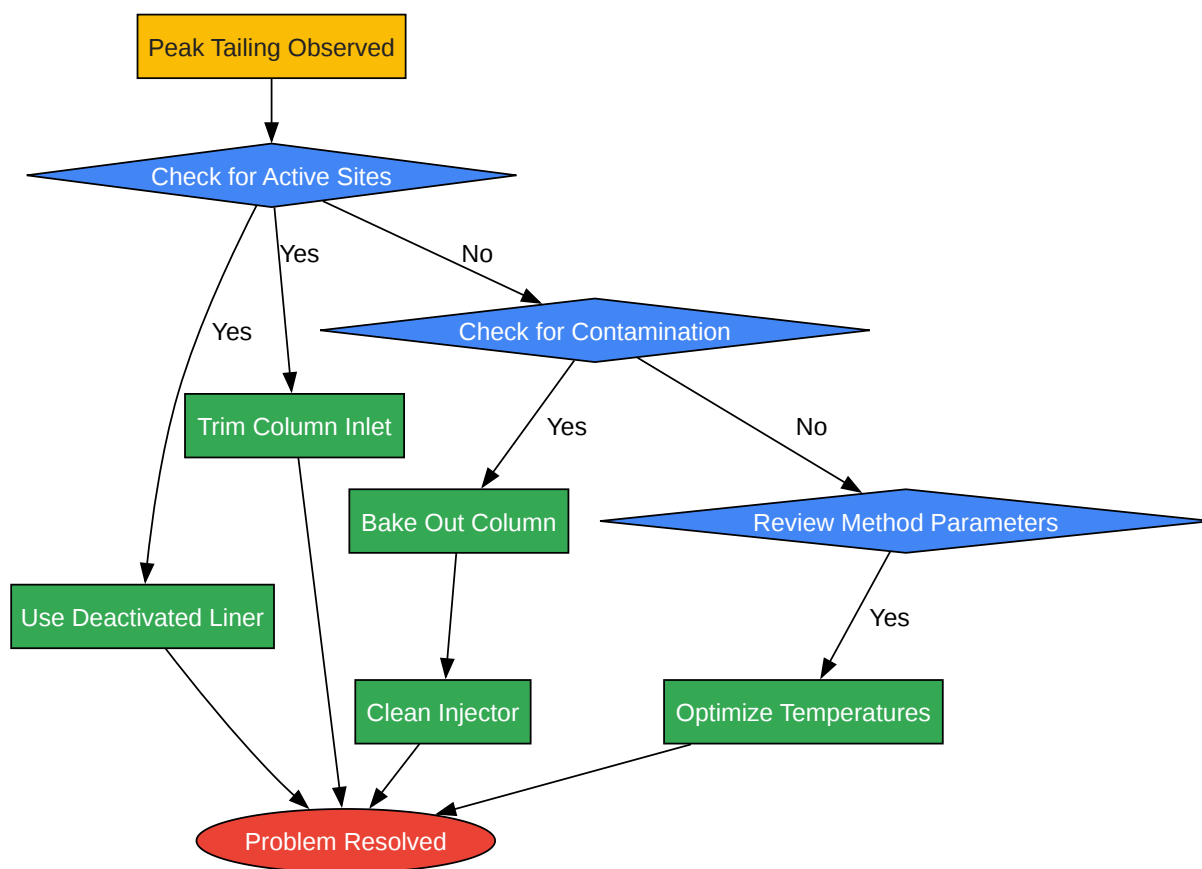 Peak Tailing Observed
Check for Active Sites
Yes
No
Yes
Check for Contamination
Trim Column Inlet
Yes
No
Bake Out Column
Review Method Parameters
Use Deactivated Liner
Yes
Clean Injector
Optimize Temperatures
Problem Resolved